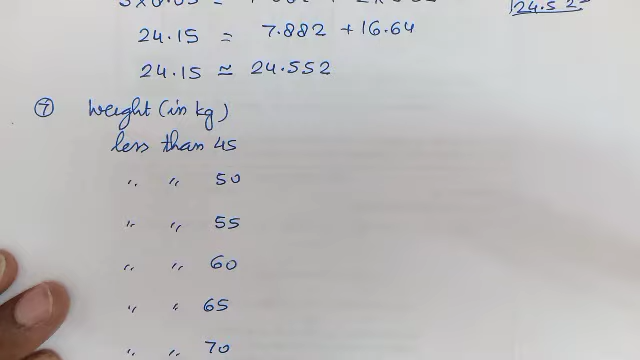 24.15 = 7.882 + 16.64
24.52
24.15 ≃ 24.552
⑦ Weight (in kg)
less than 45
〃 〃 50
〃 〃 55
〃 〃 60
〃 〃 65
〃 〃 70